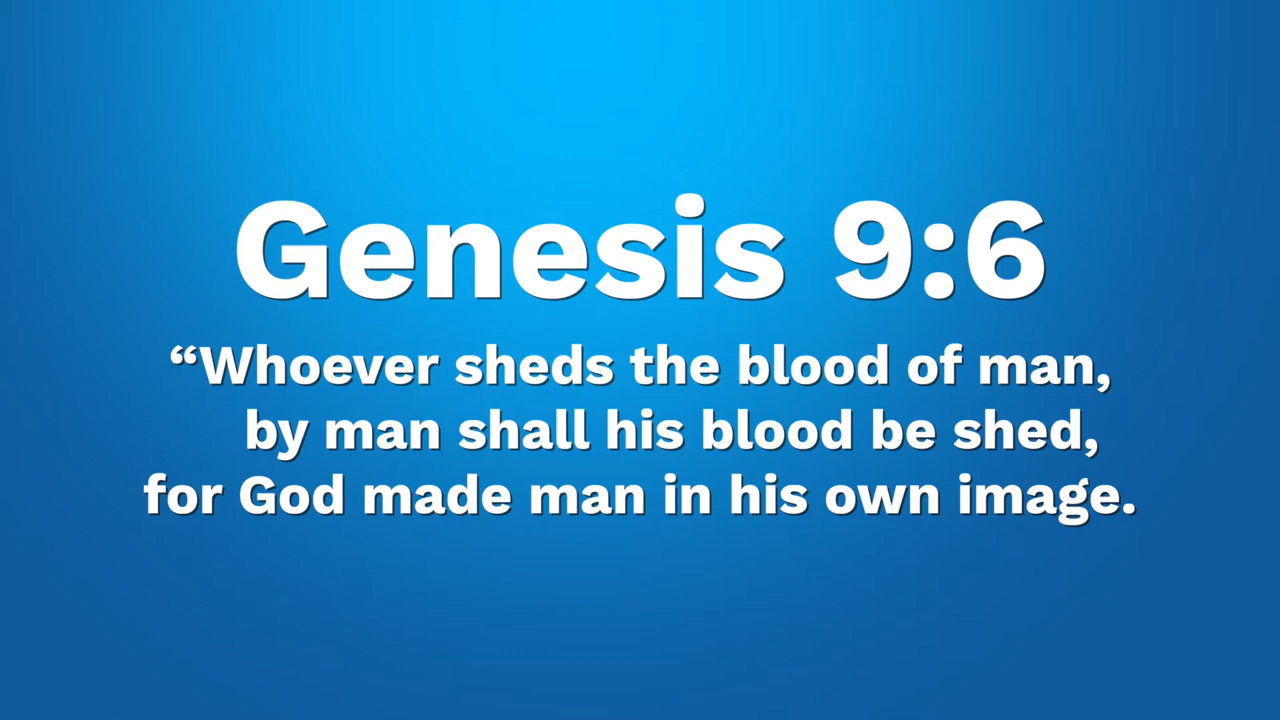 Genesis 9:6
“Whoever sheds the blood of man,
by man shall his blood be shed,
for God made man in his own image.